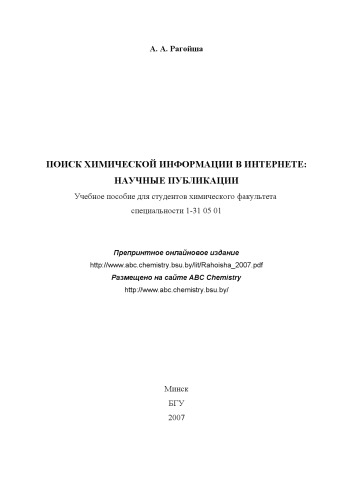 А. А. Рагойша
ПОИСК ХИМИЧЕСКОЙ ИНФОРМАЦИИ В ИНТЕРНЕТЕ:
НАУЧНЫЕ ПУБЛИКАЦИИ
Учебное пособие для студентов химического факультета
специальности 1-31 05 01
Препринтное онлайновое издание
http://www.abc.chemistry.bsu.by/lit/Rahoisha_2007.pdf
Размещено на сайте ABC Chemistry
http://www.abc.chemistry.bsu.by/
Минск
БГУ
2007